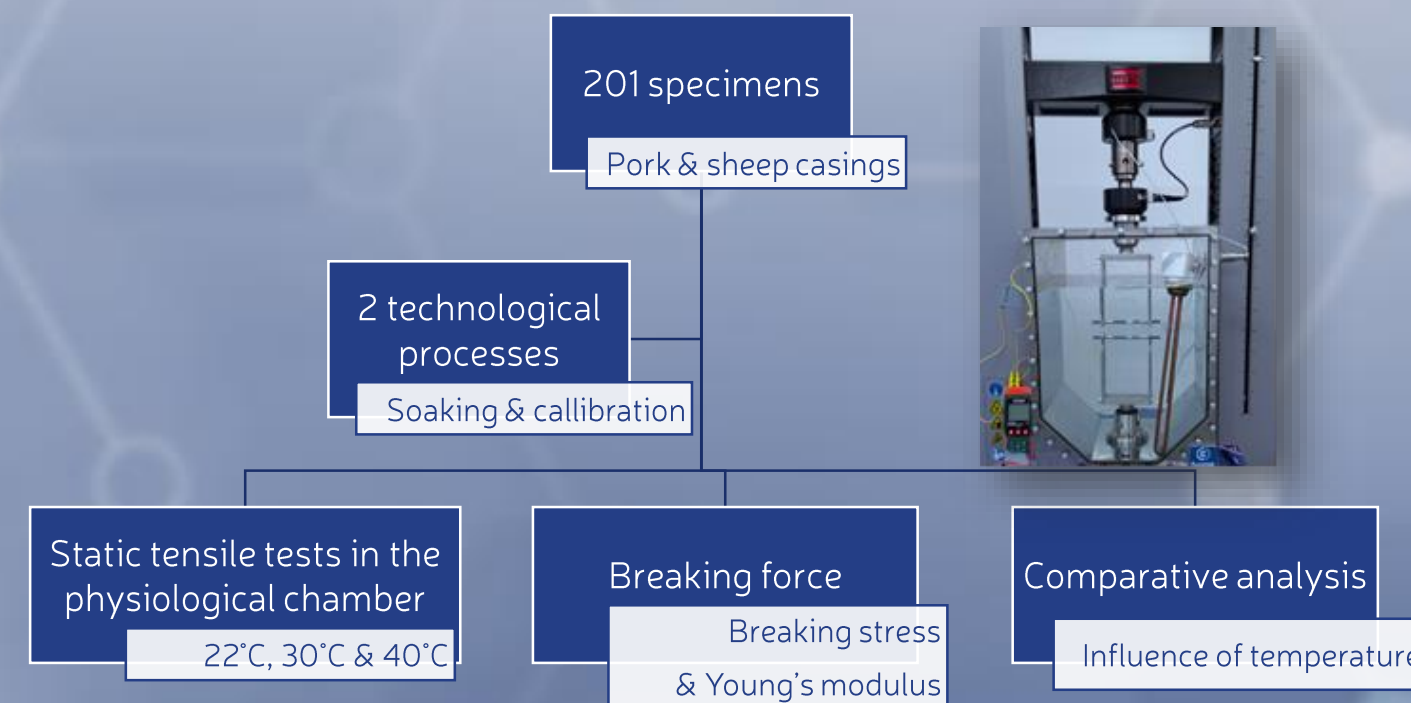 201 specimens
Pork & sheep casings
2 technological
processes
Soaking & callibration
Static tensile tests in the
physiological chamber
22°C, 30°C & 40°C
Breaking force
Breaking stress
& Young's modulus
Comparative analysis
Influence of temperature